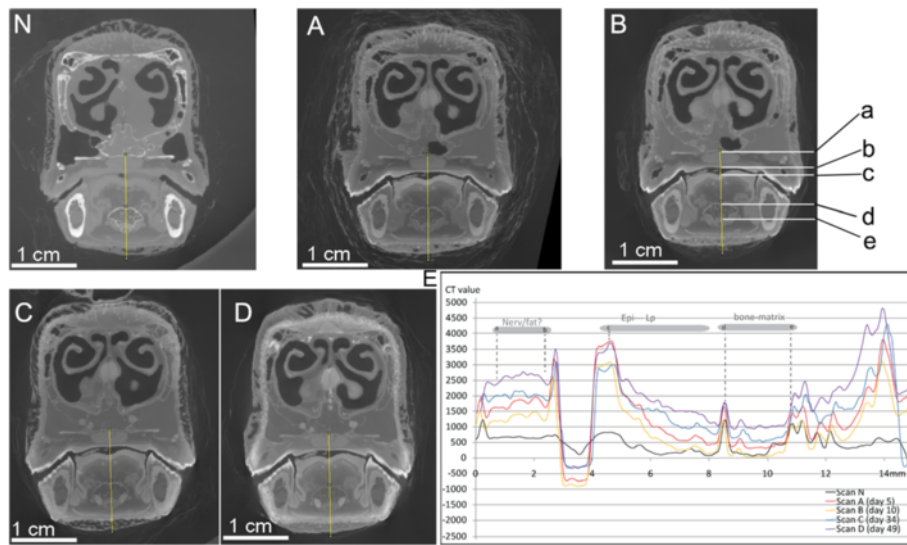 N
A
B
a
b
c
d
e
1 cm
1 cm
1 cm
C
D
E
1 cm
1 cm
CT value
5000
4500
4000
3500
3000
2500
2000
1500
1000
500
0
-500
-1000
-1500
-2000
-2500
Nerv/fat?
Epi--- Lp
bone-matrix
2 4 6 8 10 12 14mm
Scan N
Scan A (day 5)
Scan B (day 10)
Scan C (day 34)
Scan D (day 49)